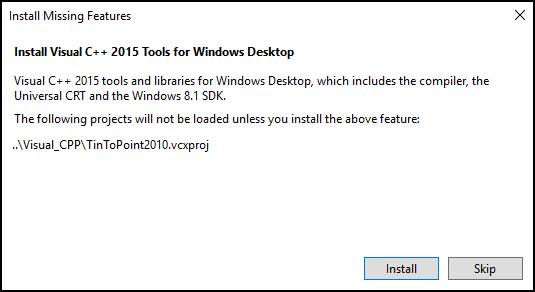 Install Missing Features
Install Visual C++ 2015 Tools for Windows Desktop
Visual C++ 2015 tools and libraries for Windows Desktop, which includes the compiler, the
Universal CRT and the Windows 8.1 SDK.
The following projects will not be loaded unless you install the above feature:
..\Visual_CPP\TinToPoint2010.vcxproj
Install
Skip